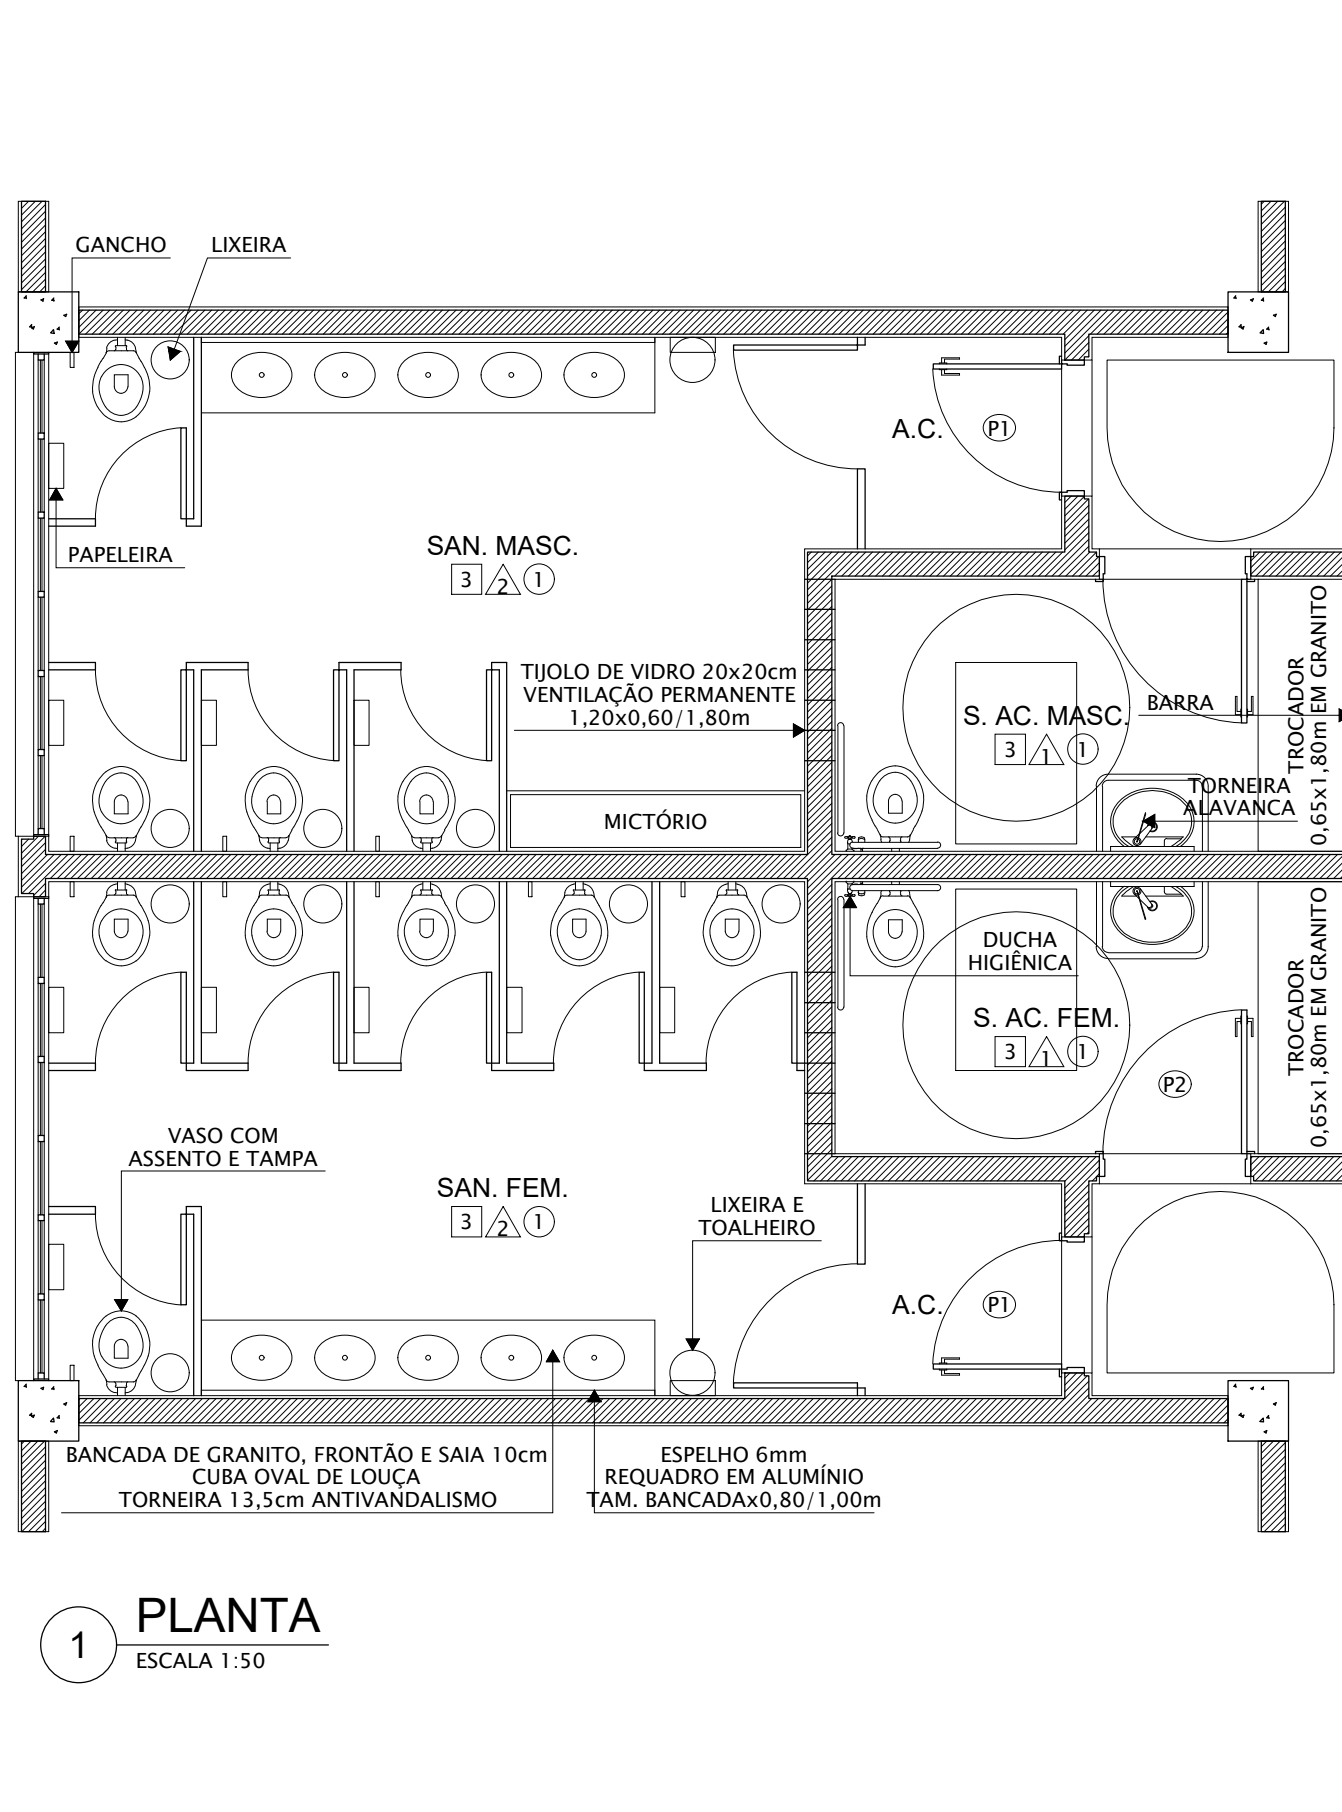 GANCHO
LIXEIRA
A.C.
P1
PAPELEIRA
SAN. MASC.
3 2 1
TIJOLO DE VIDRO 20x20cm
VENTILAÇÃO PERMANENTE
1,20x0,60/1,80m
S. AC. MASC.
3 1 1
BARRA
TROCADOR
0,65x1,80m EM GRANITO
TORNEIRA
ALAVANCA
MICTÓRIO
DUCHA
HIGIÊNICA
S. AC. FEM.
3 1 1
TROCADOR
0,65x1,80m EM GRANITO
P2
VASO COM
ASSENTO E TAMPA
SAN. FEM.
3 2 1
LIXEIRA E
TOALHEIRO
A.C.
P1
BANCADA DE GRANITO, FRONTÃO E SAIA 10cm
CUBA OVAL DE LOUÇA
TORNEIRA 13,5cm ANTIVANDALISMO
ESPELHO 6mm
REQUADRO EM ALUMÍNIO
TAM. BANCADAx0,80/1,00m
1
PLANTA
ESCALA 1:50